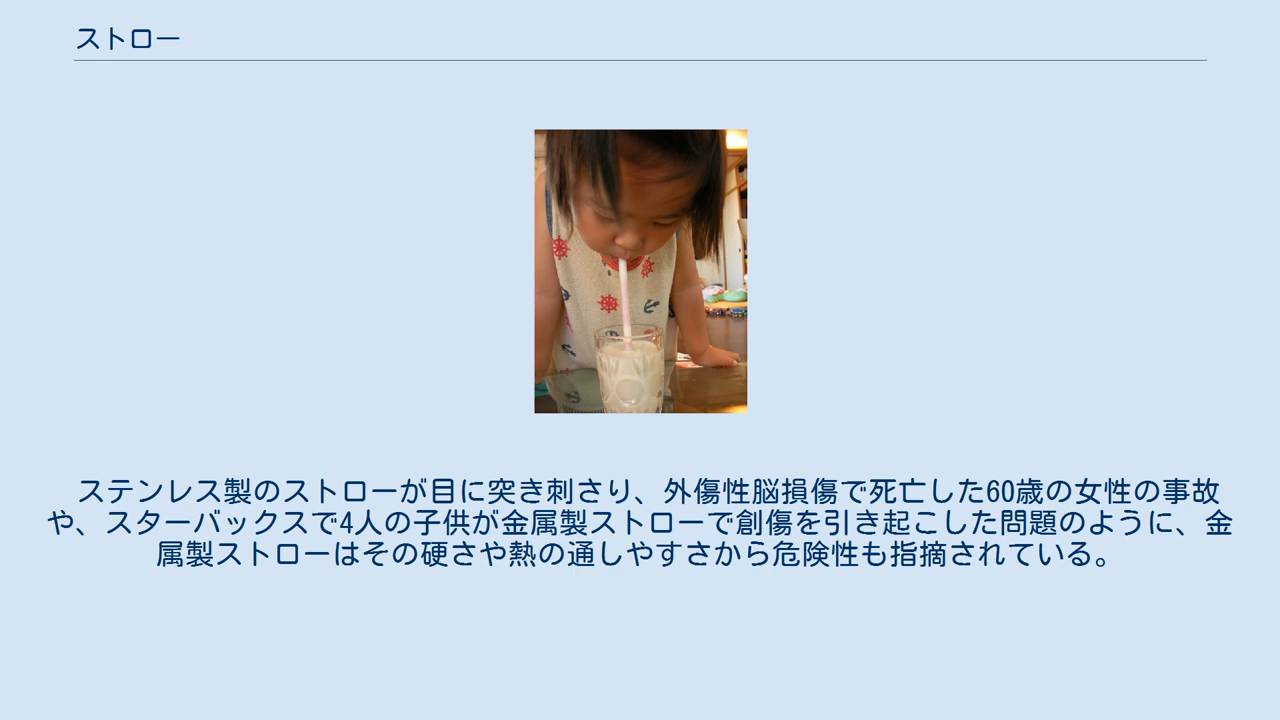 ストロー
ステンレス製のストローが目に突き刺さり、外傷性脳損傷で死亡した60歳の女性の事故
や、スターバックスで4人の子供が金属製ストローで創傷を引き起こした問題のように、金
属製ストローはその硬さや熱の通しやすさから危険性も指摘されている。